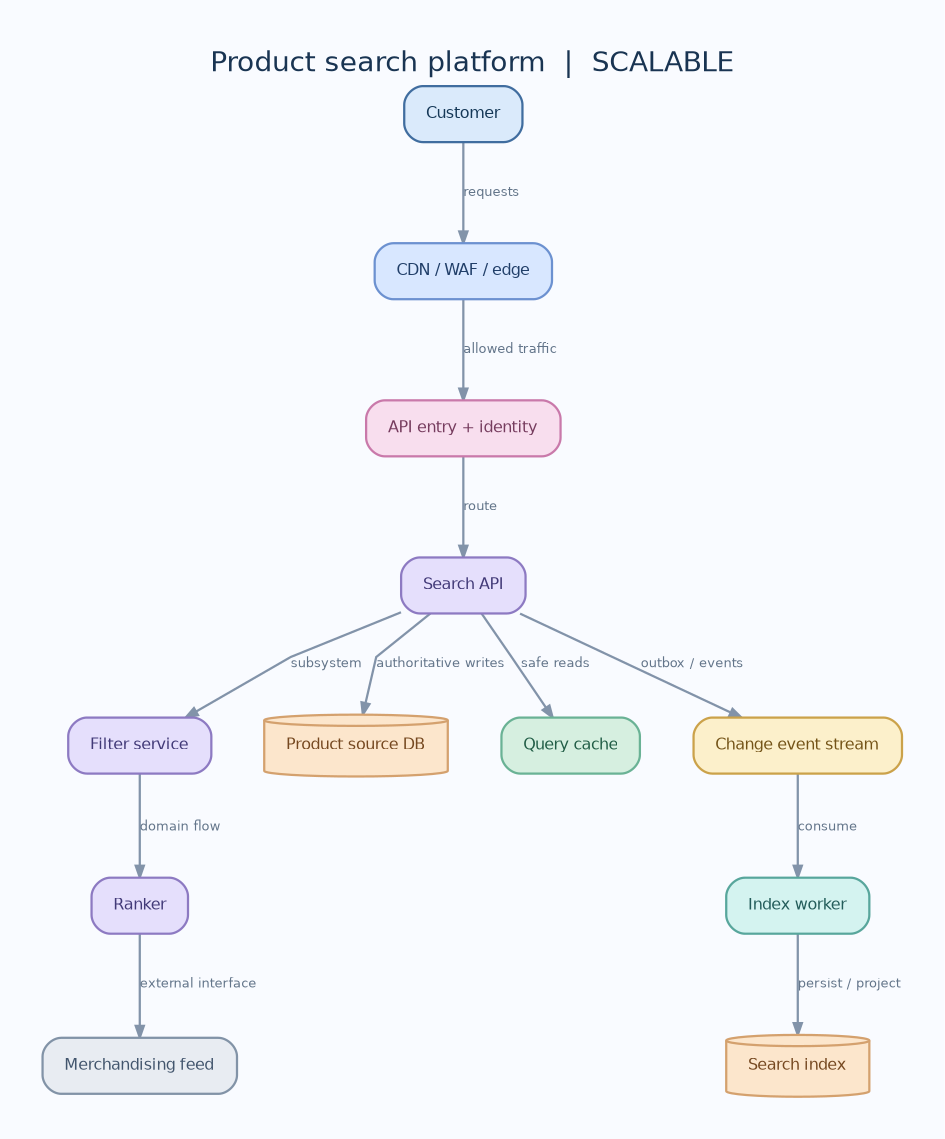 Product search platform | SCALABLE
Customer
requests
CDN / WAF / edge
allowed traffic
API entry + identity
route
Search API
subsystem
authoritative writes
safe reads
outbox / events
Filter service
Product source DB
Query cache
Change event stream
domain flow
consume
Ranker
Index worker
external interface
persist / project
Merchandising feed
Search index